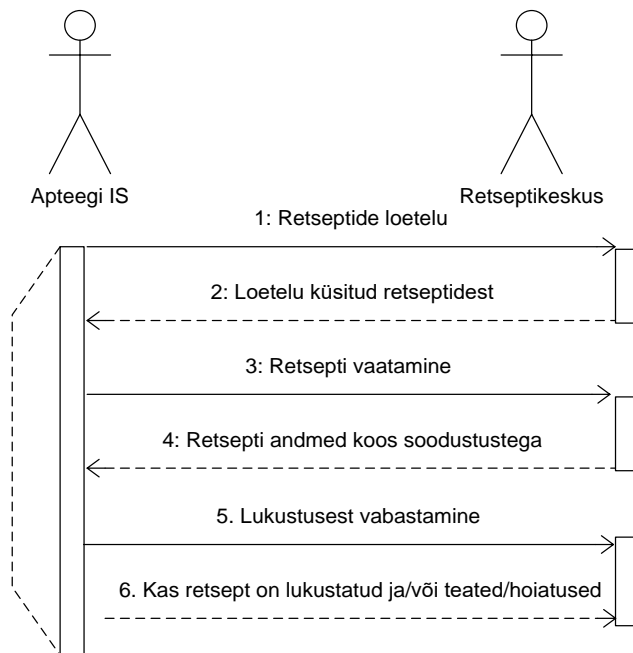 Apteegi IS
Retseptikeskus
1: Retseptide loetelu
2: Loetelu küsitud retseptidest
3: Retsepti vaatamine
4: Retsepti andmed koos soodustustega
5. Lukustusest vabastamine
6. Kas retsept on lukustatud ja/või teated/hoiatused